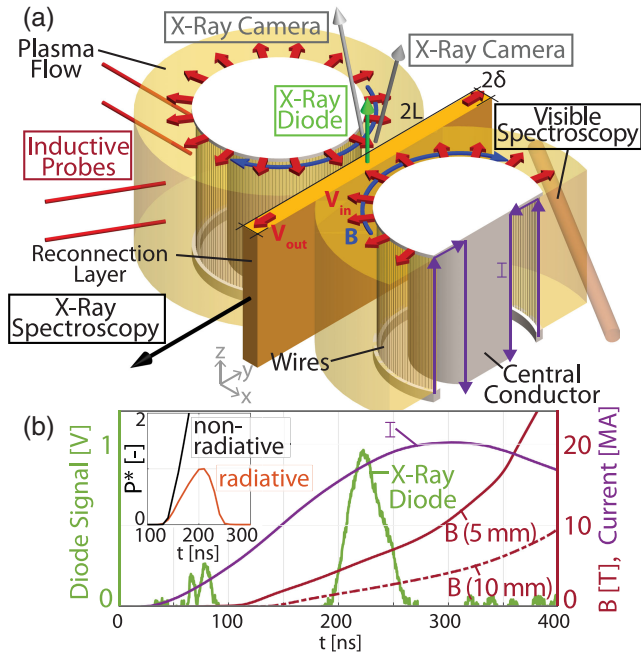 (a)
X-Ray Camera
Plasma
Flow
X-Ray Camera
X-Ray
Diode
2L
2δ
Visible
Spectroscopy
Inductive
Probes
V_in
B
V_out
I
Reconnection
Layer
X-Ray
Spectroscopy
Wires
Central
Conductor
z
y
x
(b)
Diode Signal [V]
1
0
P* [-]
2
0
non-
radiative
radiative
100
300
t [ns]
I
X-Ray
Diode
B (5 mm)
B (10 mm)
20
10
0
B [T], Current [MA]
0
100
200
300
400
t [ns]